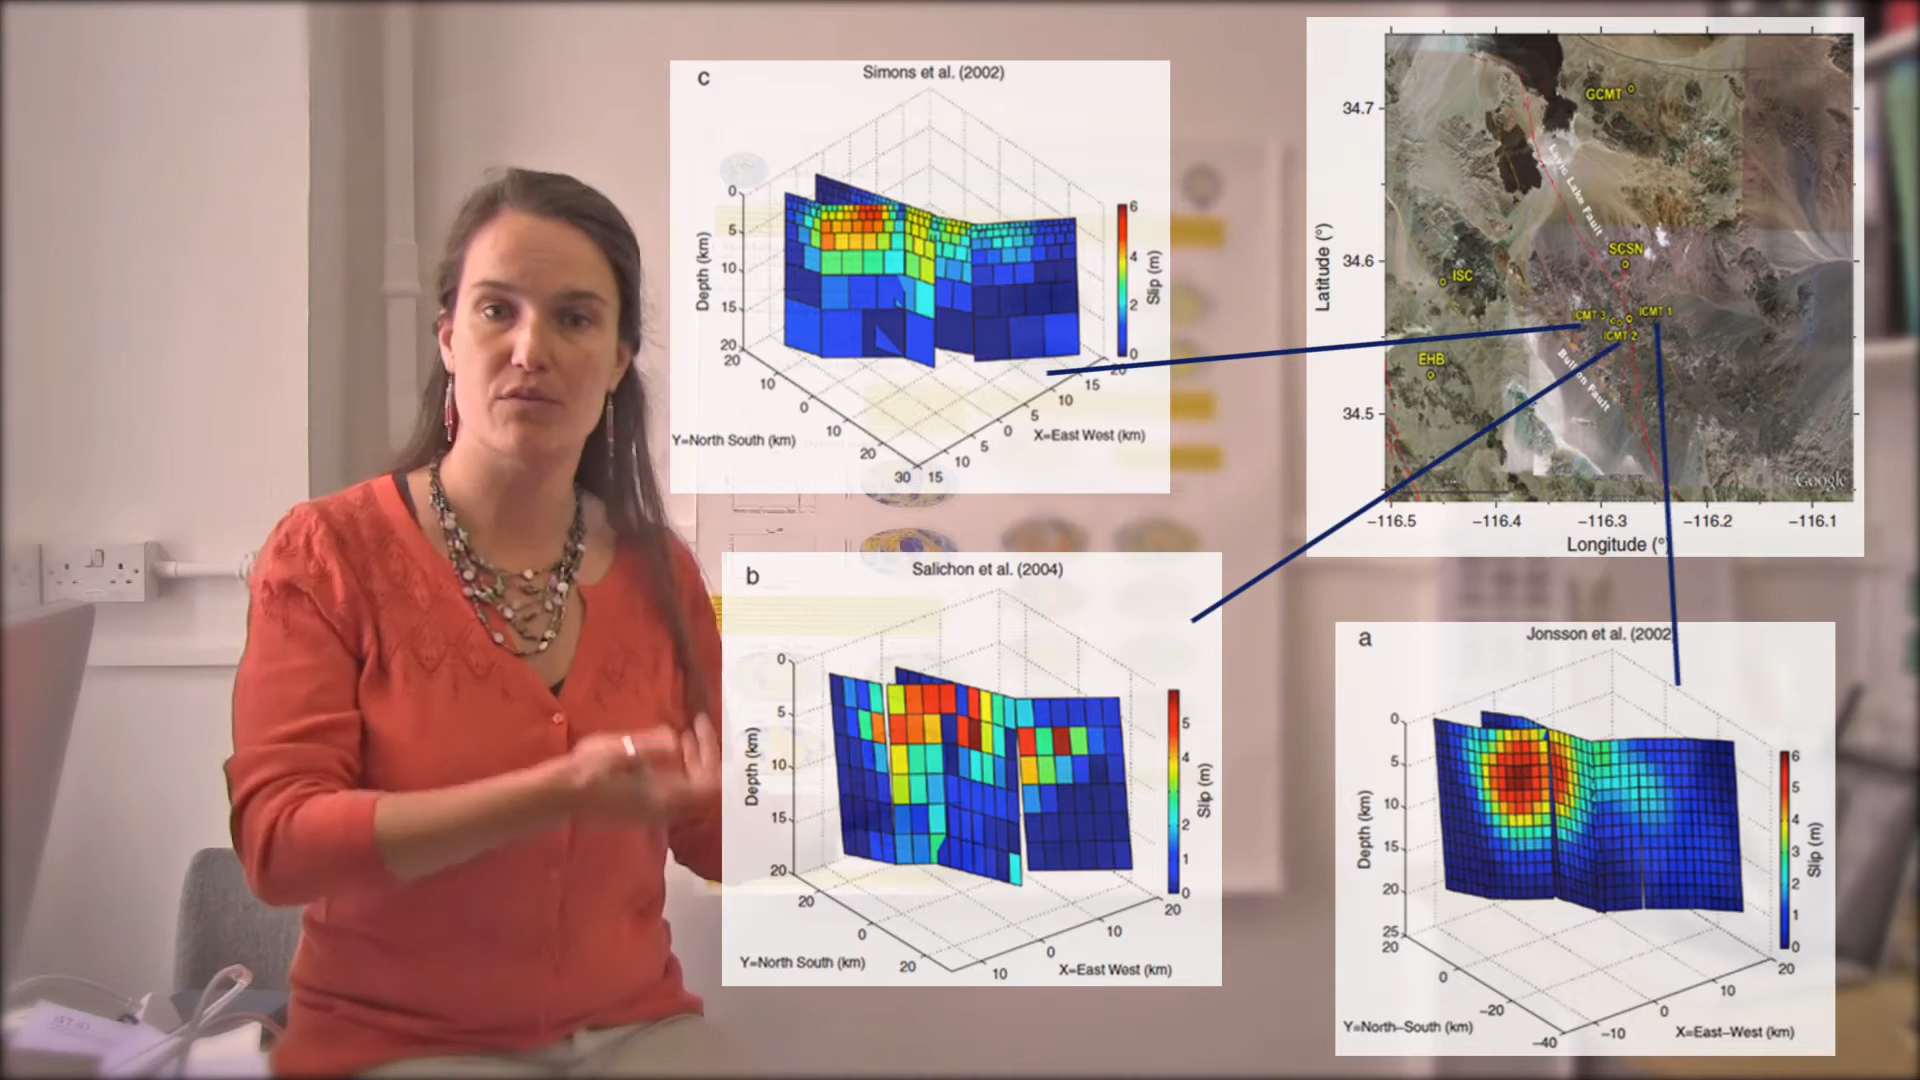 c
Simons et al. (2002)
0
5
10
15
20
Depth (km)
20
10
0
10
20
30
Y=North South (km)
15
10
5
0
5
10
15
20
X=East West (km)
6
4
2
0
Slip (m)
34.7
34.6
34.5
Latitude (°)
GCMT
Lavic Lake Fault
SCSN
ISC
ICMT 3
ICMT 1
ICMT 2
EHB
Bullion Fault
Google
−116.5
−116.4
−116.3
−116.2
−116.1
Longitude (°)
b
Salichon et al. (2004)
0
5
10
15
20
Depth (km)
20
0
20
Y=North South (km)
10
0
10
20
X=East West (km)
5
4
2
1
0
Slip (m)
a
Jonsson et al. (2002
0
5
10
15
20
25
Depth (km)
20
0
−20
−40
Y=North−South (km)
−10
0
10
20
X=East−West (km)
6
5
4
3
2
1
0
Slip (m)